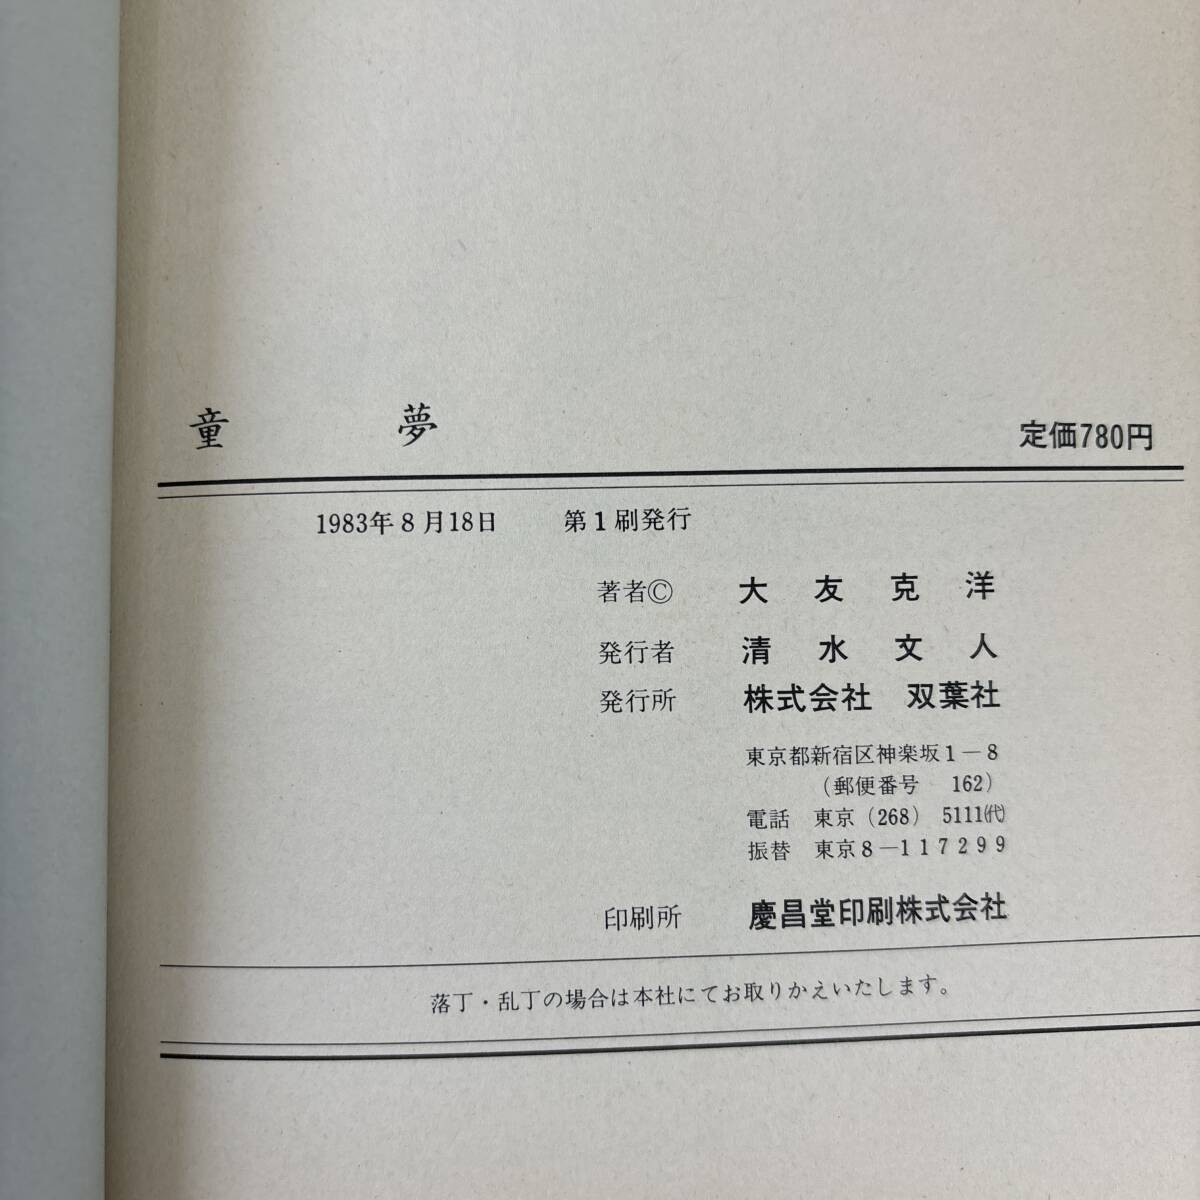 童 夢 定価780円
1983年8月18日 第1刷発行
著者Ⓒ 大友克洋
発行者 清水文人
発行所 株式会社 双葉社
東京都新宿区神楽坂1―8
(郵便番号 162)
電話 東京(268) 5111㈹
振替 東京8―117299
印刷所 慶昌堂印刷株式会社
落丁・乱丁の場合は本社にてお取りかえいたします。